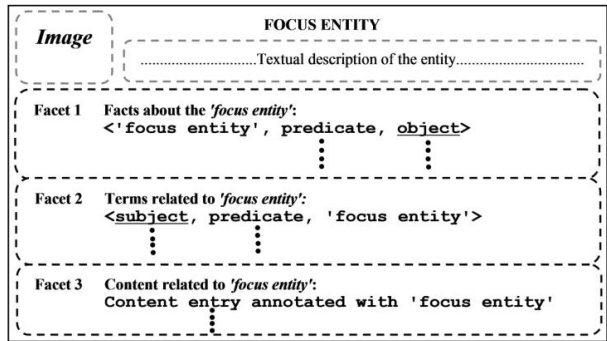 Image
FOCUS ENTITY
............................Textual description of the entity................................
Facet 1 Facts about the 'focus entity':
<'focus entity', predicate, object>
Facet 2 Terms related to 'focus entity':
<subject, predicate, 'focus entity'>
Facet 3 Content related to 'focus entity':
Content entry annotated with 'focus entity'